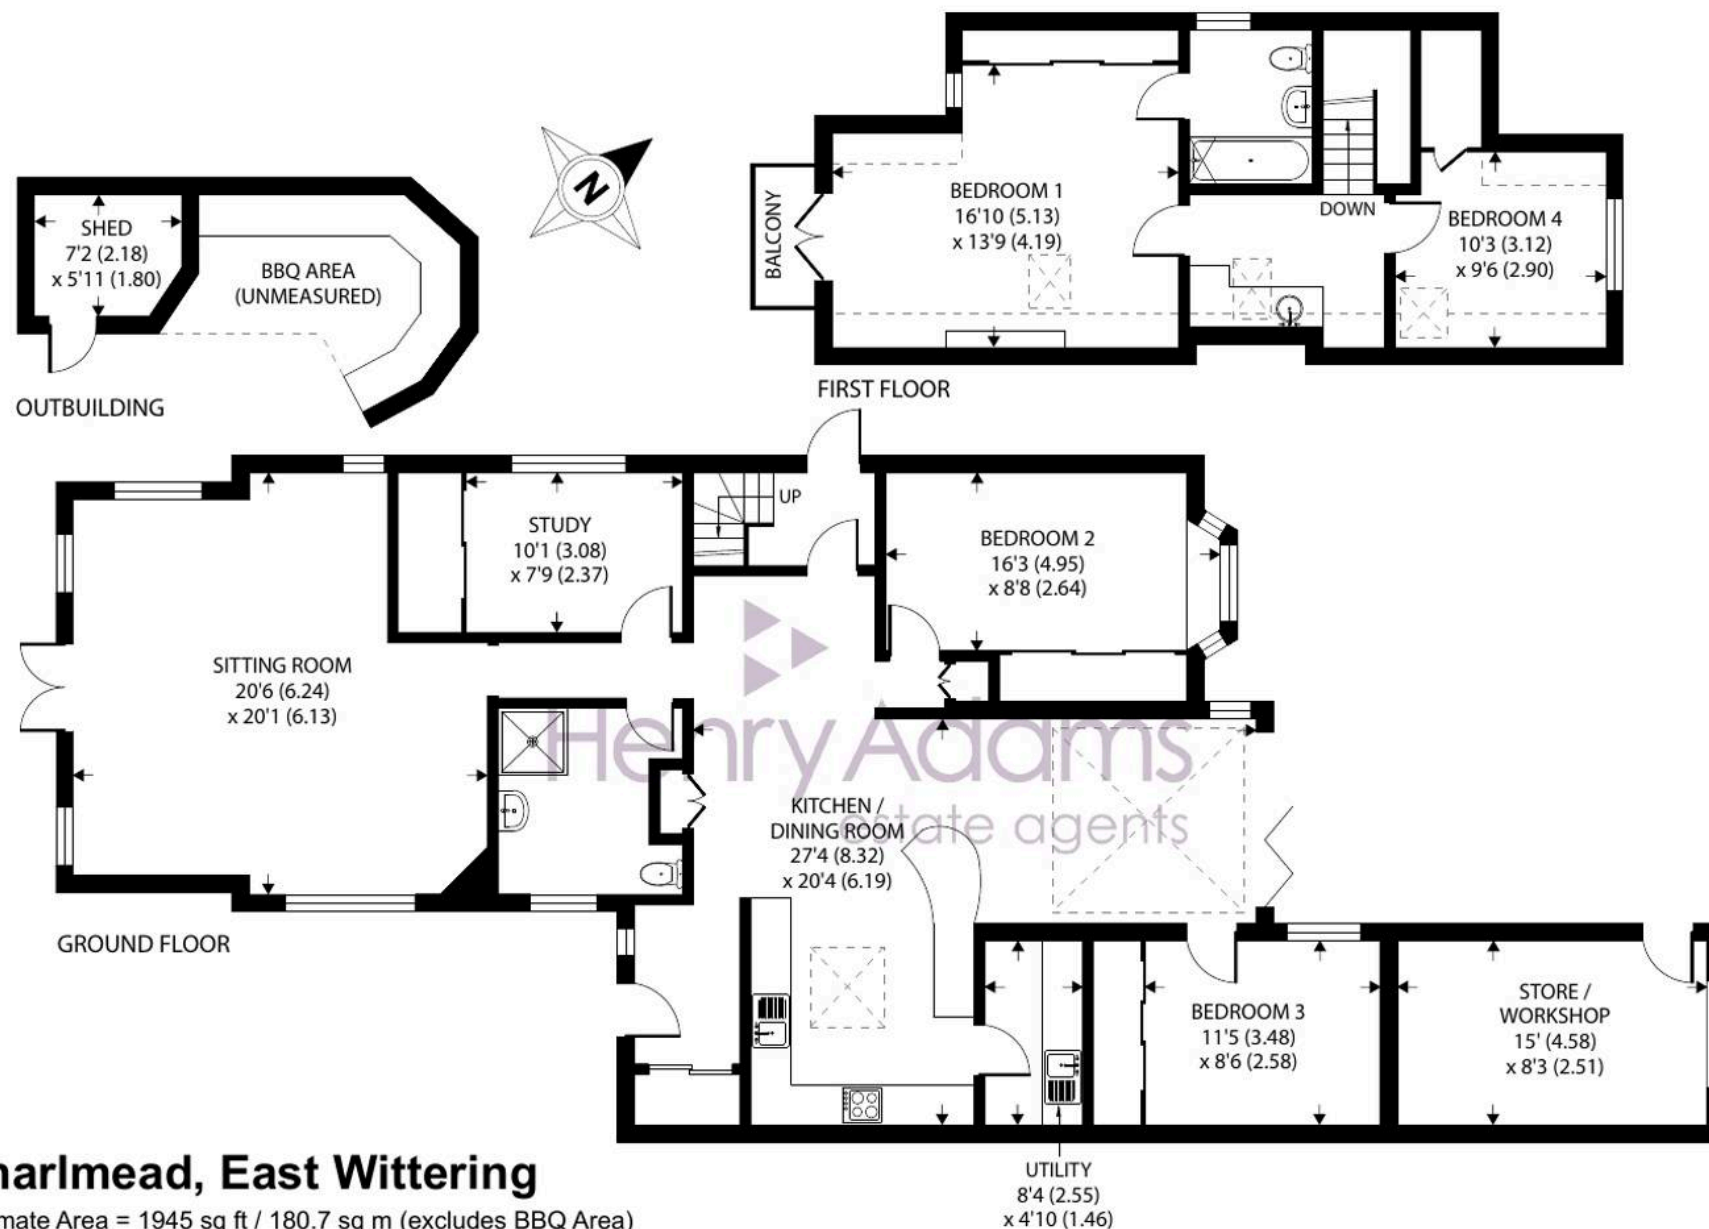 SHED
7'2 (2.18)
x 5'11 (1.80)
BBQ AREA
(UNMEASURED)
OUTBUILDING
N
BALCONY
BEDROOM 1
16'10 (5.13)
x 13'9 (4.19)
DOWN
BEDROOM 4
10'3 (3.12)
x 9'6 (2.90)
FIRST FLOOR
STUDY
10'1 (3.08)
x 7'9 (2.37)
UP
BEDROOM 2
16'3 (4.95)
x 8'8 (2.64)
SITTING ROOM
20'6 (6.24)
x 20'1 (6.13)
Henry Adams
estate agents
KITCHEN /
DINING ROOM
27'4 (8.32)
x 20'4 (6.19)
GROUND FLOOR
BEDROOM 3
11'5 (3.48)
x 8'6 (2.58)
STORE /
WORKSHOP
15' (4.58)
x 8'3 (2.51)
UTILITY
8'4 (2.55)
x 4'10 (1.46)
harlmead, East Wittering
mate Area = 1945 sq ft / 180.7 sq m (excludes BBQ Area)